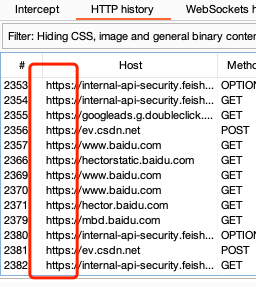 Intercept HTTP history WebSockets h
Filter: Hiding CSS, image and general binary conten
# Host Metho
2353 https://internal-api-security.feish... OPTION
2354 https://internal-api-security.feish... GET
2355 https://googleads.g.doubleclick.... GET
2356 https://ev.csdn.net POST
2357 https://www.baidu.com GET
2366 https://hectorstatic.baidu.com GET
2369 https://www.baidu.com GET
2370 https://www.baidu.com GET
2371 https://hector.baidu.com GET
2379 https://mbd.baidu.com GET
2380 https://internal-api-security.feish... OPTION
2381 https://ev.csdn.net POST
2382 https://internal-api-security.feish... GET